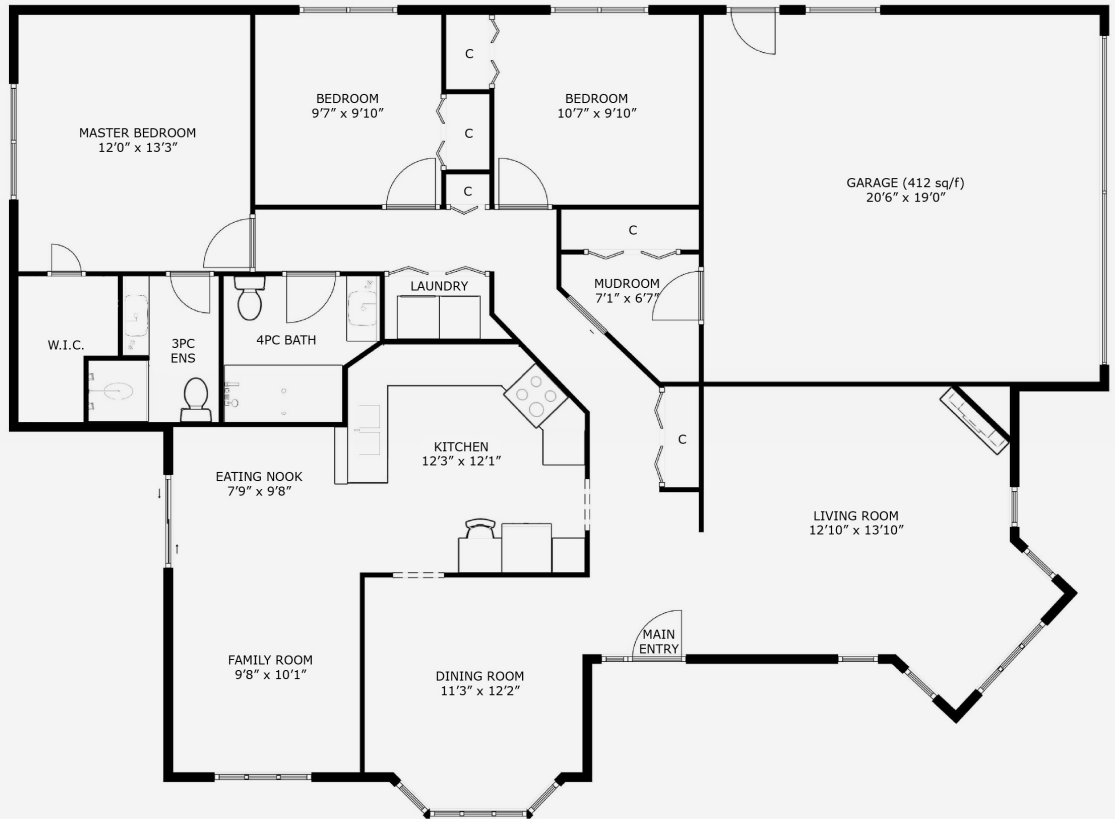 C
BEDROOM
9'7" x 9'10"
BEDROOM
10'7" x 9'10"
MASTER BEDROOM
12'0" x 13'3"
C
C
GARAGE (412 sq/f)
20'6" x 19'0"
C
MUDROOM
7'1" x 6'7"
LAUNDRY
W.I.C.
3PC
ENS
4PC BATH
C
KITCHEN
12'3" x 12'1"
EATING NOOK
7'9" x 9'8"
LIVING ROOM
12'10" x 13'10"
MAIN
ENTRY
FAMILY ROOM
9'8" x 10'1"
DINING ROOM
11'3" x 12'2"